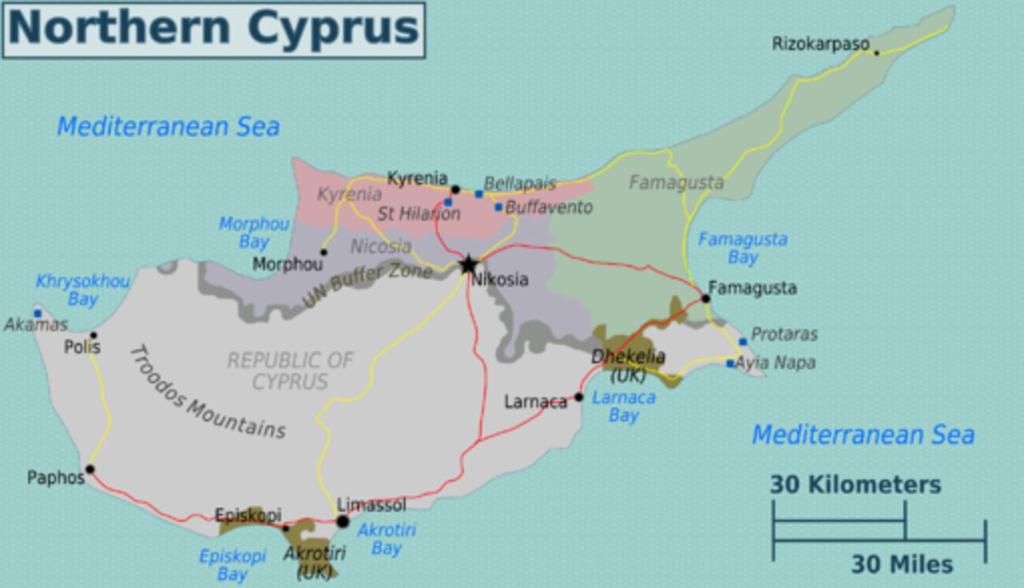 Northern Cyprus
Rizokarpaso
Mediterranean Sea
Kyrenia
Bellapais
Famagusta
Kyrenia
St Hilarion
Buffavento
Morphou
Bay
Nicosia
Famagusta
Bay
Morphou
UN Buffer Zone
Nikosia
Khrysokhou
Bay
Famagusta
Akamas
Polis
Protaras
Ayia Napa
REPUBLIC OF
CYPRUS
Dhekelia
(UK)
Troodos Mountains
Larnaca
Larnaca
Bay
Mediterranean Sea
Paphos
30 Kilometers
30 Miles
Limassol
Episkopi
Akrotiri
Bay
Episkopi
Bay
Akrotiri
(UK)